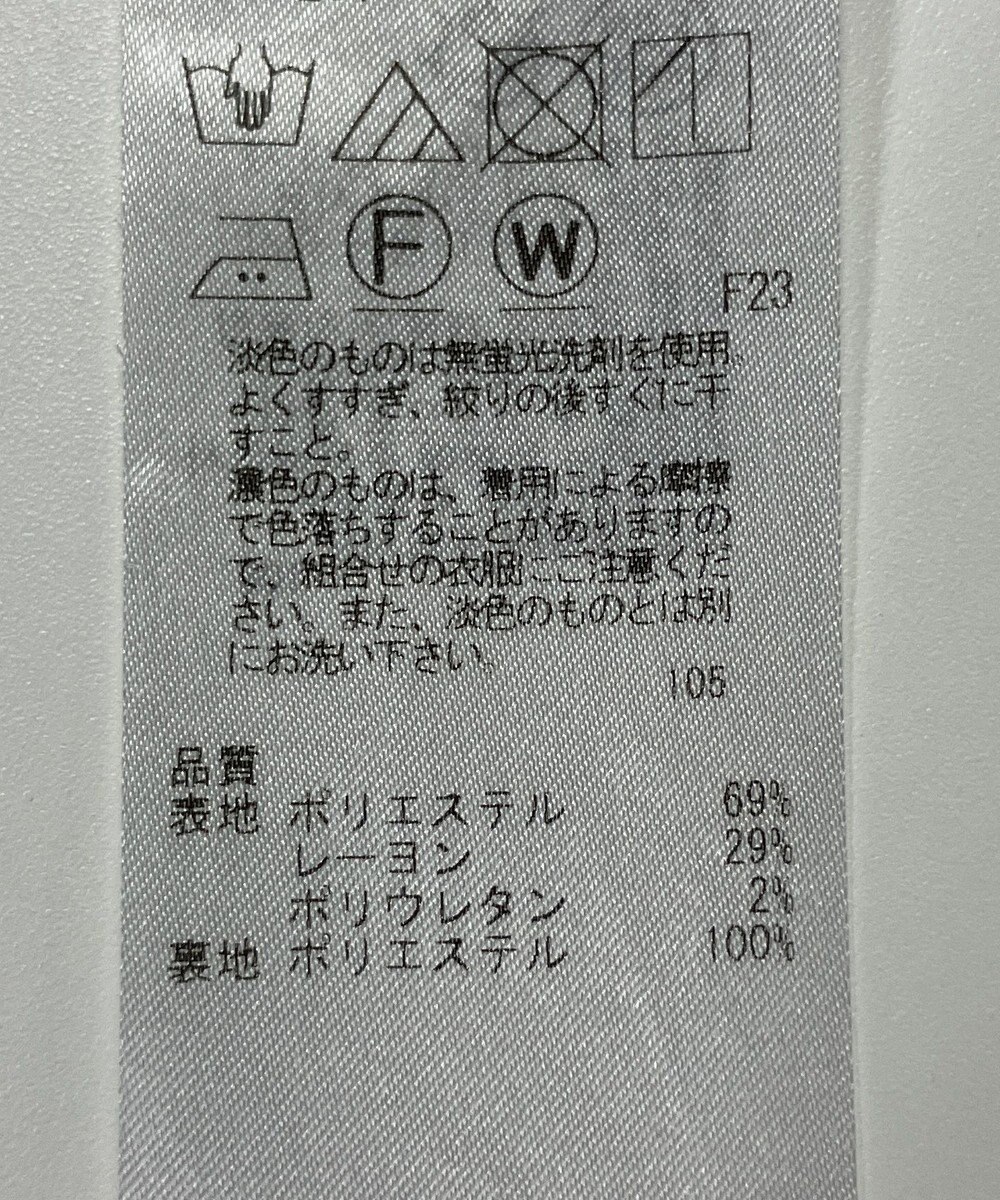 F W
F23
淡色のものは無蛍光洗剤を使用、
よくすすぎ、絞りの後すぐに干
すこと。
濃色のものは、着用による摩擦
で色落ちすることがありますの
で、組合せの衣服にご注意くだ
さい。また、淡色のものとは別
にお洗い下さい。
105
品質
表地 ポリエステル 69%
レーヨン 29%
ポリウレタン 2%
裏地 ポリエステル 100%